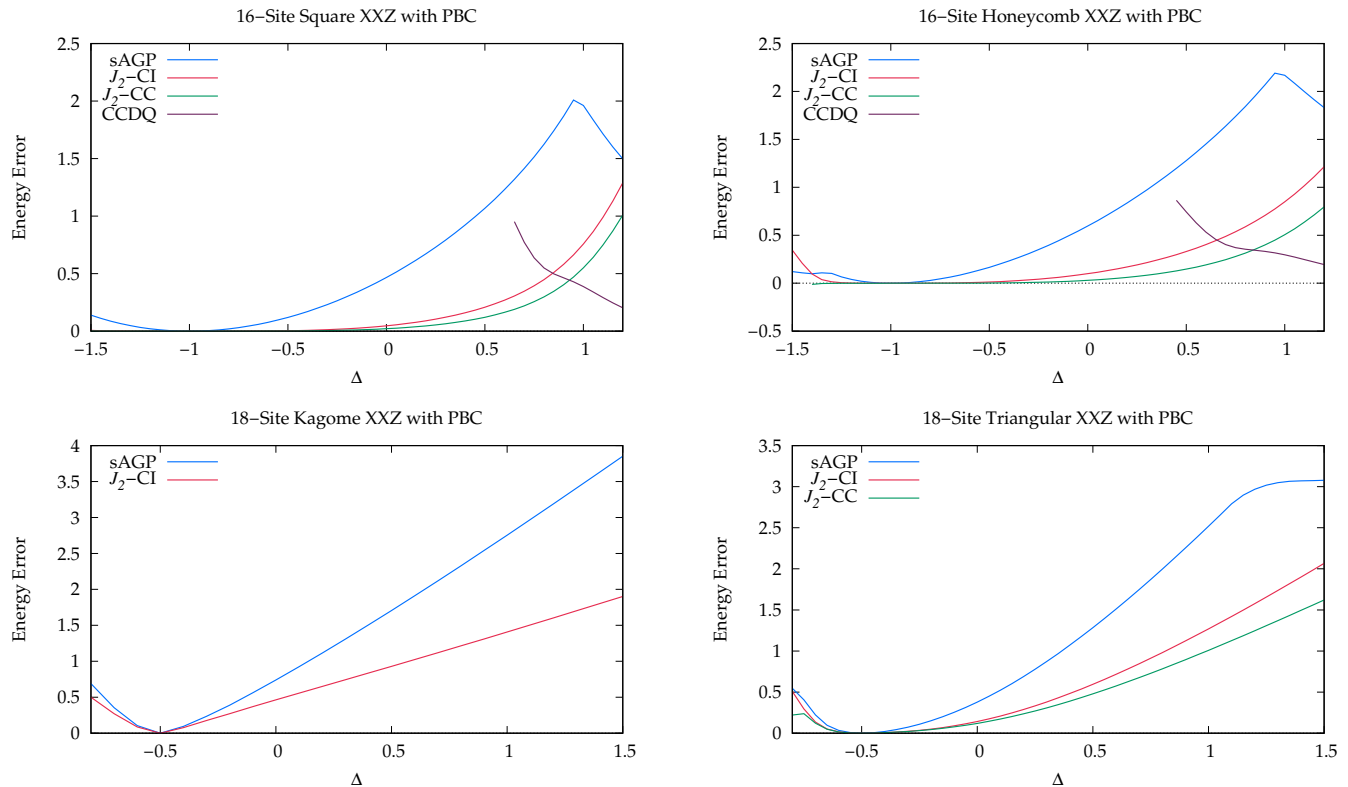 16−Site Square XXZ with PBC
Energy Error
2.5
2
1.5
1
0.5
0
sAGP
J2−CI
J2−CC
CCDQ
−1.5 −1 −0.5 0 0.5 1
Δ
16−Site Honeycomb XXZ with PBC
Energy Error
2.5
2
1.5
1
0.5
0
−0.5
sAGP
J2−CI
J2−CC
CCDQ
−1.5 −1 −0.5 0 0.5 1
Δ
18−Site Kagome XXZ with PBC
Energy Error
4
3.5
3
2.5
2
1.5
1
0.5
0
sAGP
J2−CI
−0.5 0 0.5 1 1.5
Δ
18−Site Triangular XXZ with PBC
Energy Error
3.5
3
2.5
2
1.5
1
0.5
0
sAGP
J2−CI
J2−CC
−0.5 0 0.5 1 1.5
Δ